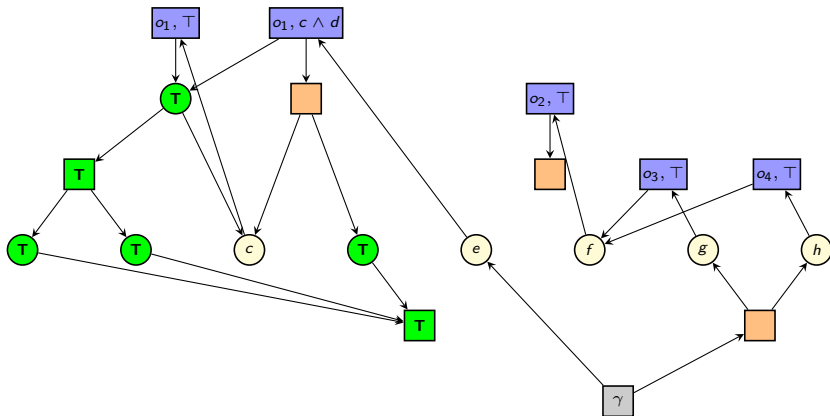 o₁, ⊤ o₁, c ∧ d
T o₂, ⊤
T o₃, ⊤ o₄, ⊤
T T c T e f g h
T
γ